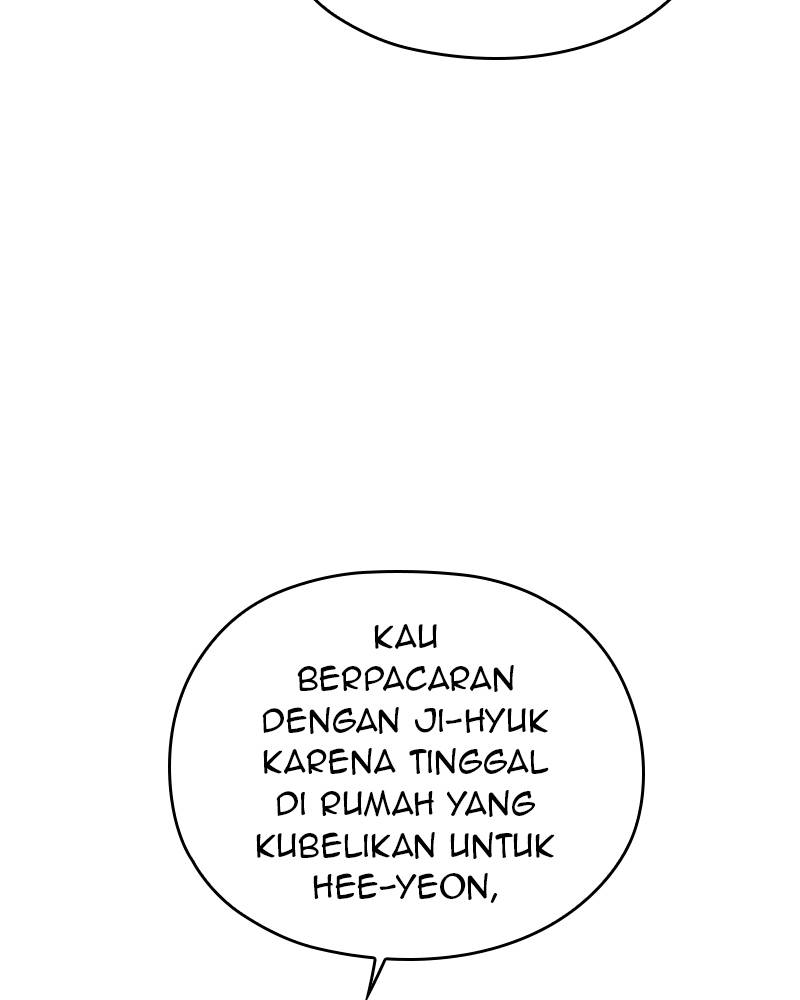 KAU
BERPACARAN
DENGAN JI-HYUK
KARENA TINGGAL
DI RUMAH YANG
KUBELIKAN UNTUK
HEE-YEON,